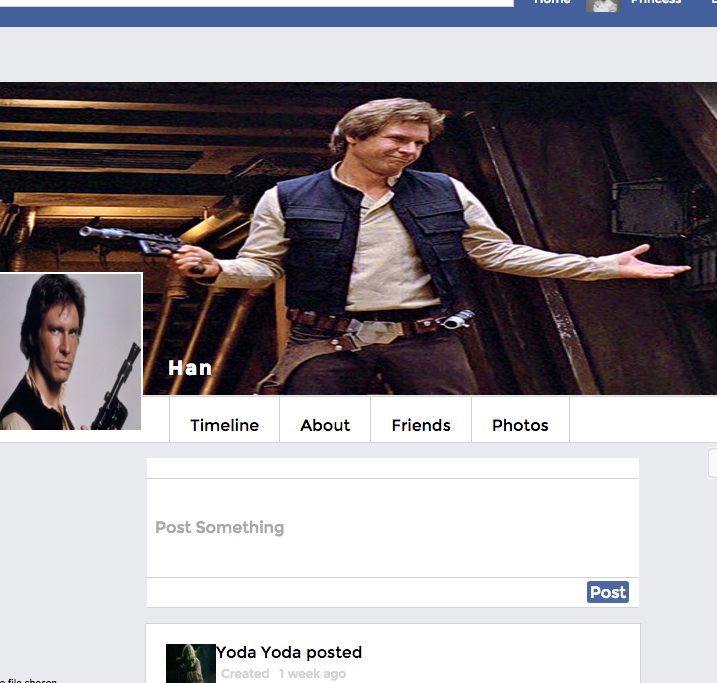 Home Princess
Han
Timeline About Friends Photos
Post Something
Post
Yoda Yoda posted
Created 1 week ago
file chosen